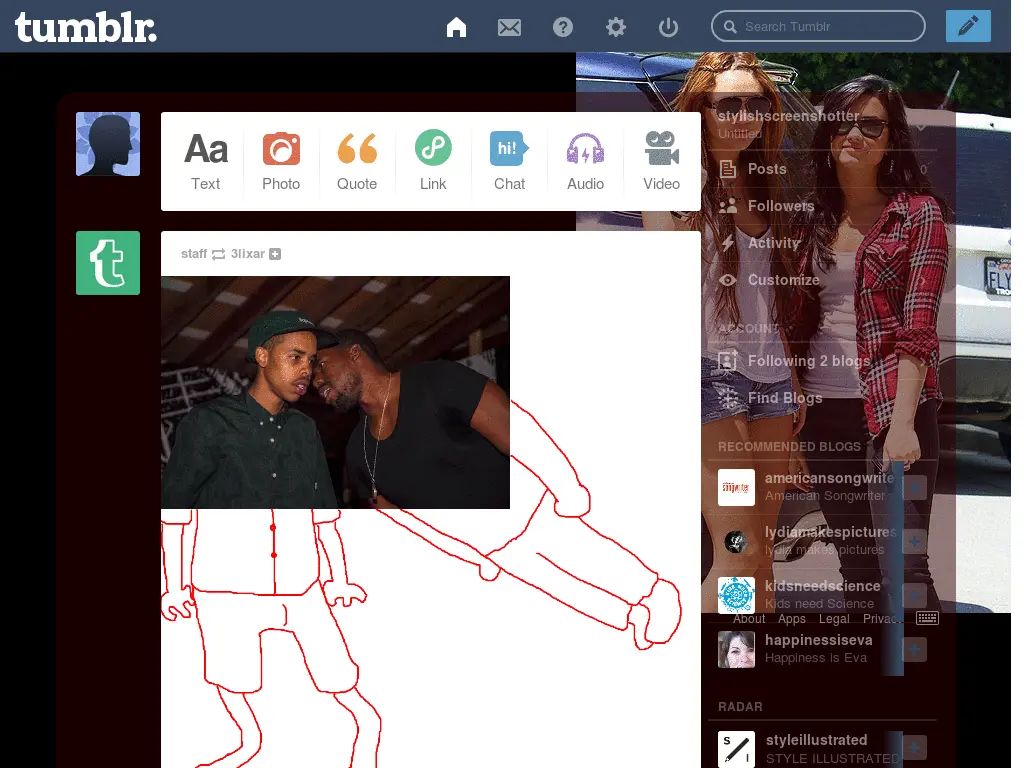 tumblr.
Search Tumblr
Aa
Text
Photo
Quote
Link
hi!
Chat
Audio
Video
stylishscreenshotter
Untitled
Posts
0
Followers
Activity
Customize
ACCOUNT
Following 2 blogs
Find Blogs
RECOMMENDED BLOGS
americansongwrite
American Songwriter
lydiamakespictures
lydia makes pictures
kidsneedscience
Kids need Science
About Apps Legal Privac
happinessiseva
Happiness is Eva
RADAR
styleillustrated
STYLE ILLUSTRATED
staff 3lixar
t
songwriter
S
I
FLY